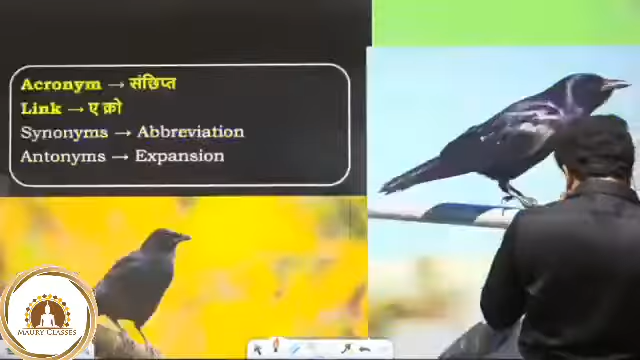 Acronym → संछिप्त
Link → ए क्रो
Synonyms → Abbreviation
Antonyms → Expansion
MAURY CLASSES